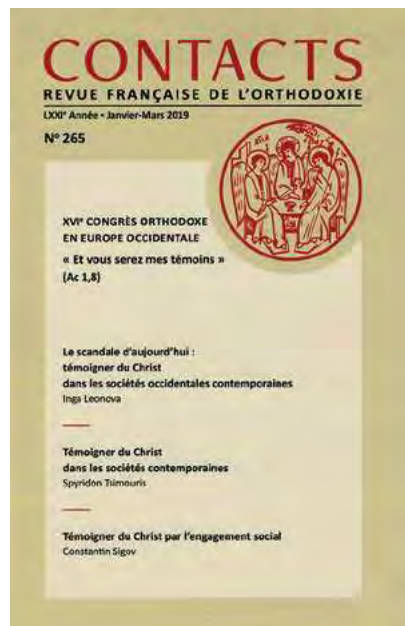 CONTACTS
REVUE FRANÇAISE DE L'ORTHODOXIE
LXXIᵉ Année • Janvier-Mars 2019
N° 265
XVIᵉ CONGRÈS ORTHODOXE
EN EUROPE OCCIDENTALE
« Et vous serez mes témoins »
(Ac 1,8)
Le scandale d'aujourd'hui :
témoigner du Christ
dans les sociétés occidentales contemporaines
Inga Leonova
Témoigner du Christ
dans les sociétés contemporaines
Spyridon Tsimouris
Témoigner du Christ par l'engagement social
Constantin Sigov